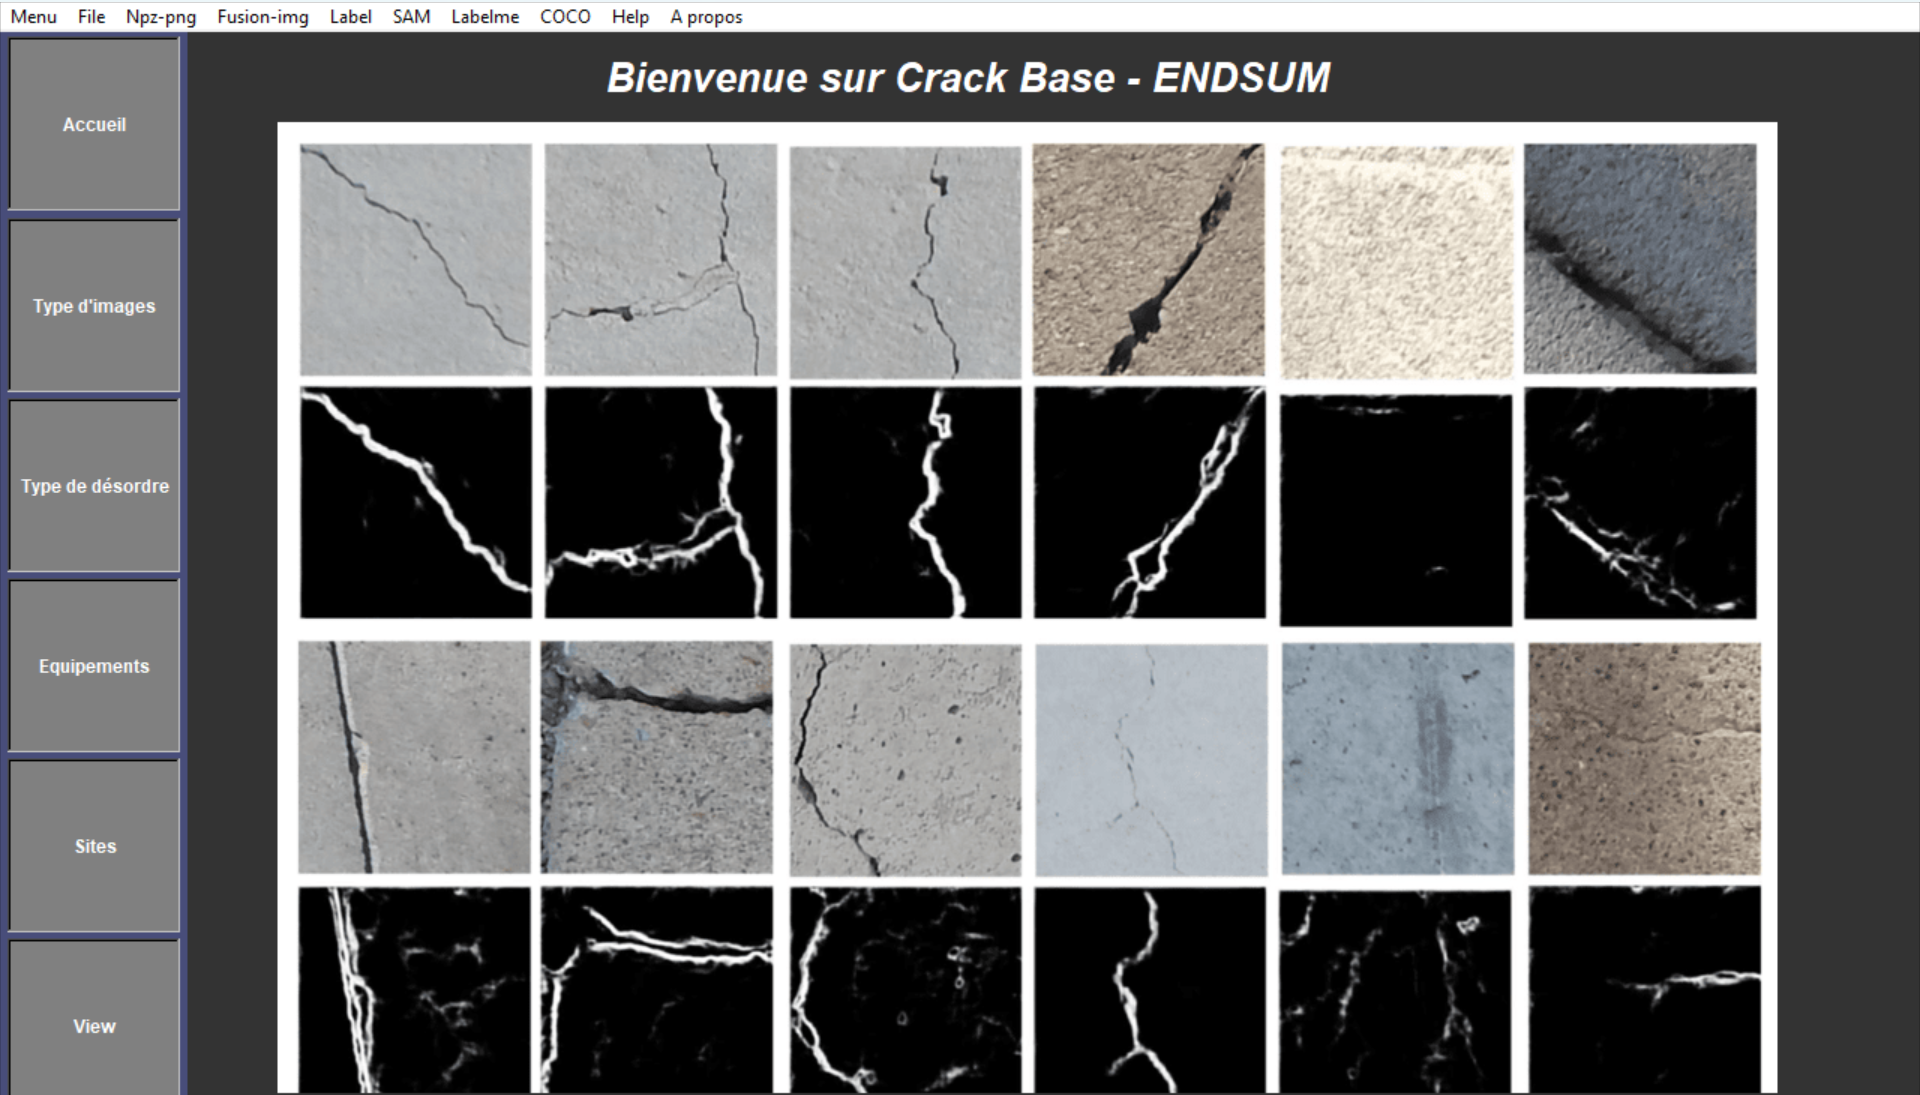 Menu File Npz-png Fusion-img Label SAM Labelme COCO Help A propos
Bienvenue sur Crack Base - ENDSUM
Accueil
Type d'images
Type de désordre
Equipements
Sites
View